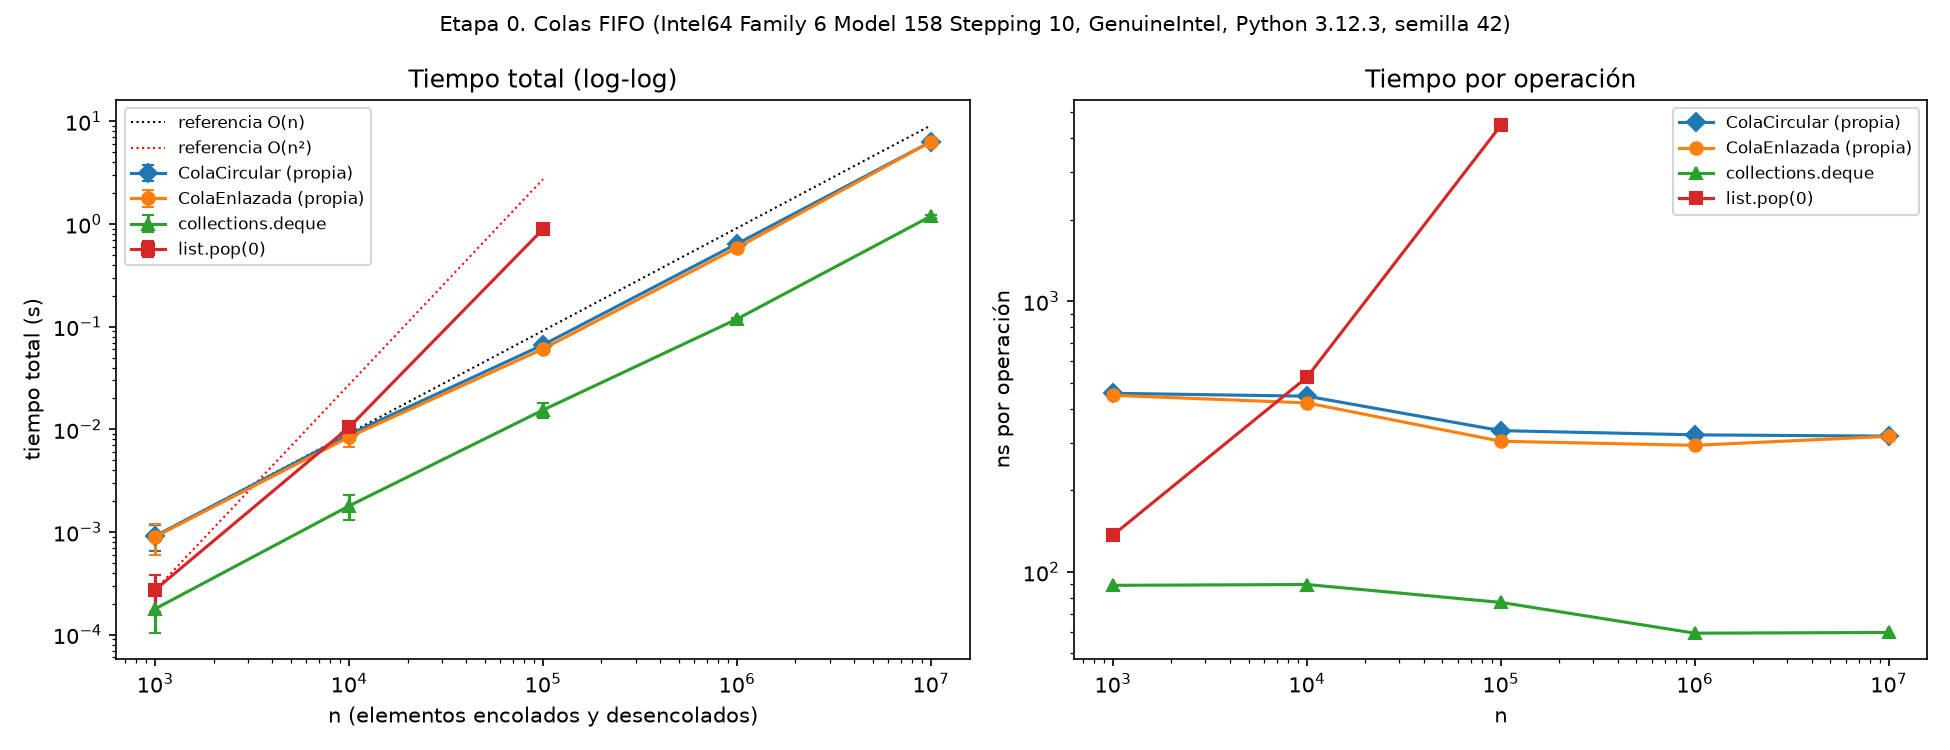 Etapa 0. Colas FIFO (Intel64 Family 6 Model 158 Stepping 10, GenuineIntel, Python 3.12.3, semilla 42)
Tiempo total (log-log)
referencia O(n)
referencia O(n²)
ColaCircular (propia)
ColaEnlazada (propia)
collections.deque
list.pop(0)
tiempo total (s)
10¹
10⁰
10⁻¹
10⁻²
10⁻³
10⁻⁴
10³ 10⁴ 10⁵ 10⁶ 10⁷
n (elementos encolados y desencolados)
Tiempo por operación
ColaCircular (propia)
ColaEnlazada (propia)
collections.deque
list.pop(0)
ns por operación
10³
10²
10³ 10⁴ 10⁵ 10⁶ 10⁷
n